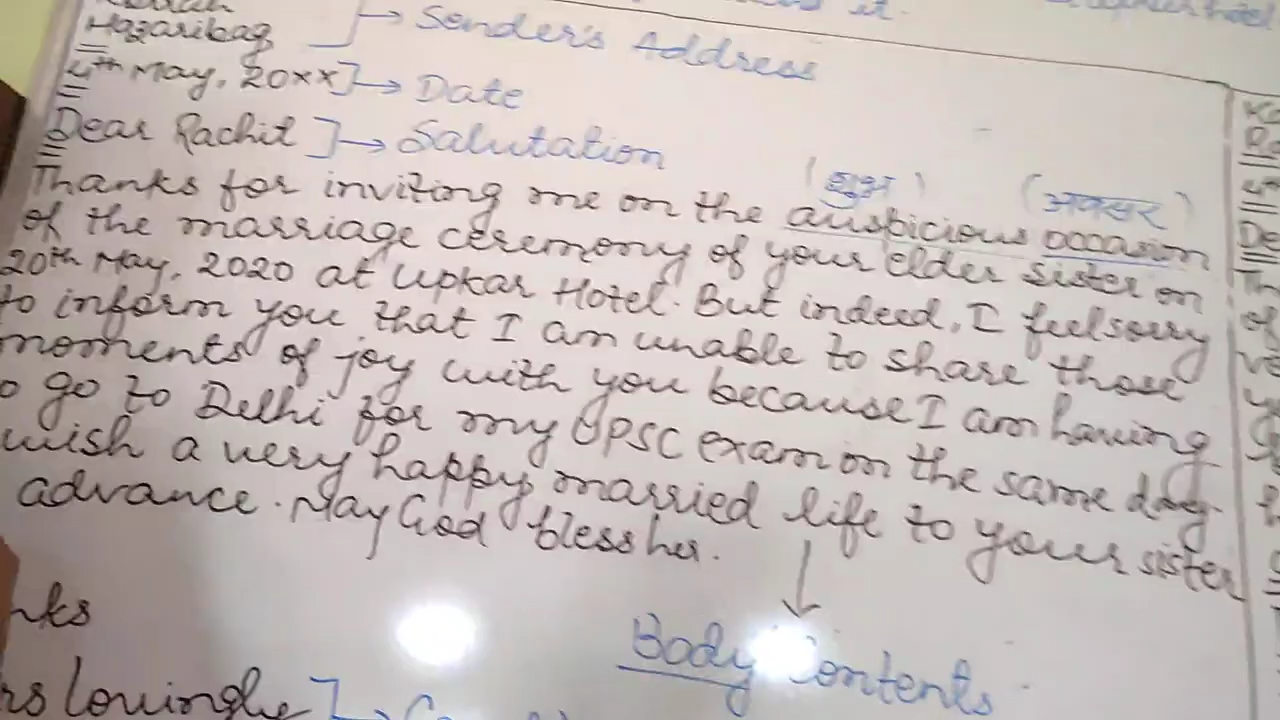 it.
Hazaribag ]→ Sender's Address
4th May, 20xx]→ Date
Dear Rachit ]→ Salutation
(शुभ) (अवसर)
Thanks for inviting me on the auspicious occasion
of the marriage ceremony of your elder sister on
20th May, 2020 at Upkar Hotel. But indeed, I feel sorry
to inform you that I am unable to share those
moments of joy with you because I am having
o go to Delhi for my UPSC exam on the same day.
wish a very happy married life to your sister
advance. May God bless her.
↓
nks
Body Contents
rs lovingly ]→